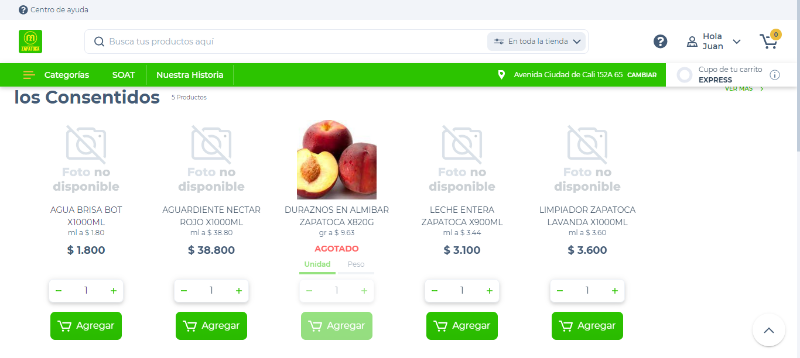 Centro de ayuda
ZAPATOCA
Busca tus productos aquí
En toda la tienda
Hola
Juan
0
Categorías
SOAT
Nuestra Historia
Avenida Ciudad de Cali 152A 65 CAMBIAR
Cupo de tu carrito
EXPRESS
los Consentidos
5 Productos
VER MÁS
Foto no
disponible
AGUA BRISA BOT
X1000ML
ml a $ 1.80
$ 1.800
- 1 +
Agregar
Foto no
disponible
AGUARDIENTE NECTAR
ROJO X1000ML
ml a $ 38.80
$ 38.800
- 1 +
Agregar
DURAZNOS EN ALMIBAR
ZAPATOCA X820G
gr a $ 9.63
AGOTADO
Unidad Peso
- 1 +
Agregar
Foto no
disponible
LECHE ENTERA
ZAPATOCA X900ML
ml a $ 3.44
$ 3.100
- 1 +
Agregar
Foto no
disponible
LIMPIADOR ZAPATOCA
LAVANDA X1000ML
ml a $ 3.60
$ 3.600
- 1 +
Agregar